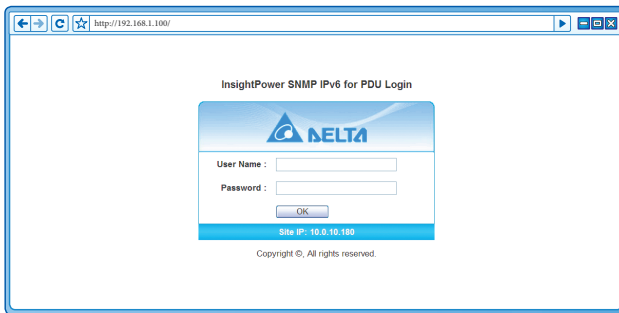 http://192.168.1.100/
InsightPower SNMP IPv6 for PDU Login
DELTA
User Name :
Password :
OK
Site IP: 10.0.10.180
Copyright ©, All rights reserved.